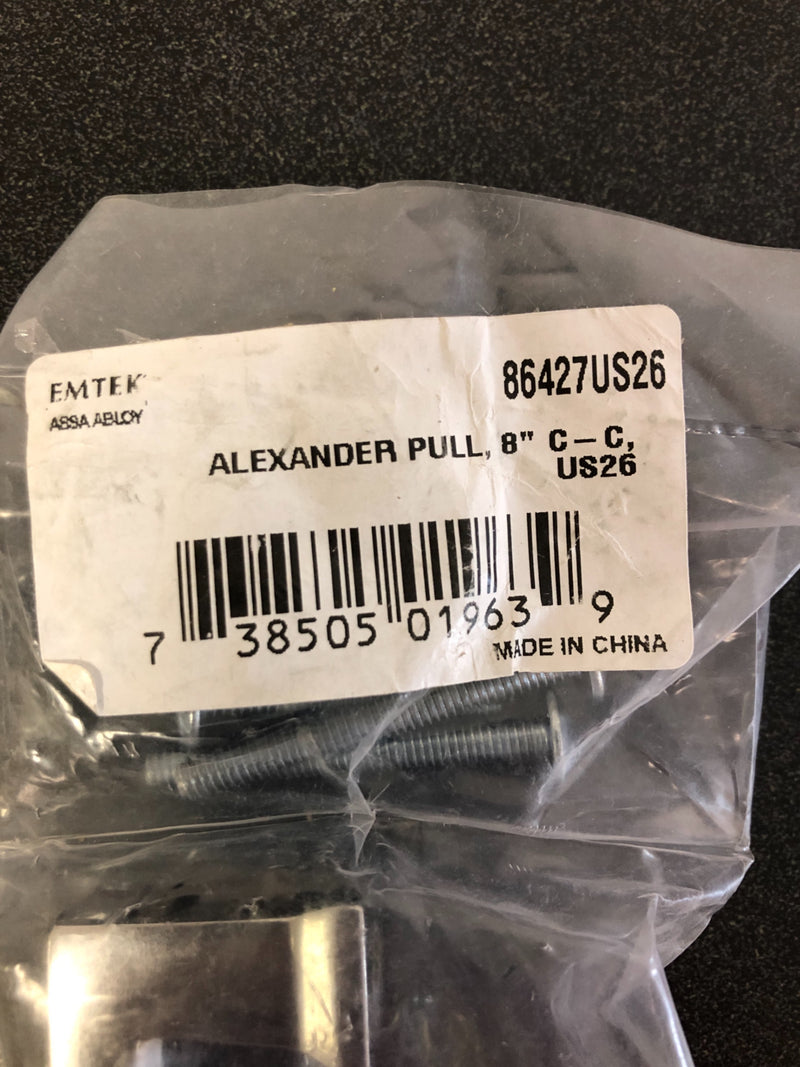 EMTEK
ASSA ABLOY
86427US26
ALEXANDER PULL, 8" C-C,
US26
7 38505 01963 9
MADE IN CHINA